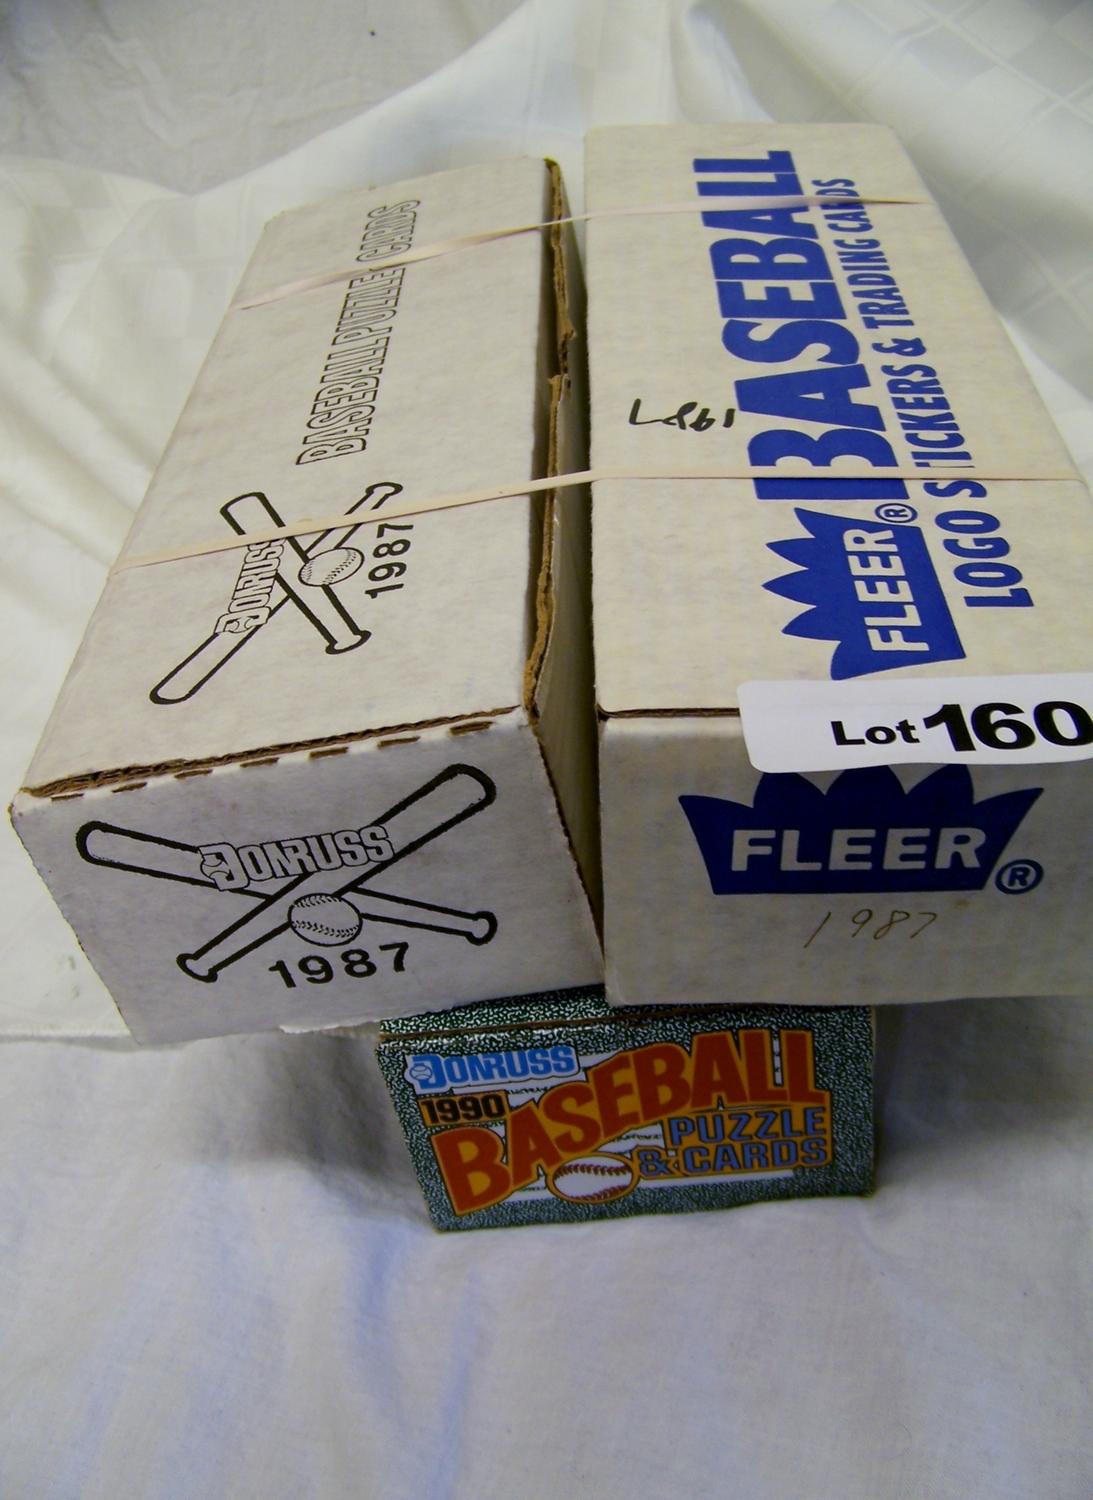 BASEBALL PUZZLE CARDS
DONRUSS
1987
DONRUSS
1987
BASEBALL
LOGO STICKERS & TRADING CARDS
FLEER®
1987
Lot 160
FLEER®
1987
DONRUSS
1990
BASEBALL
PUZZLE
& CARDS